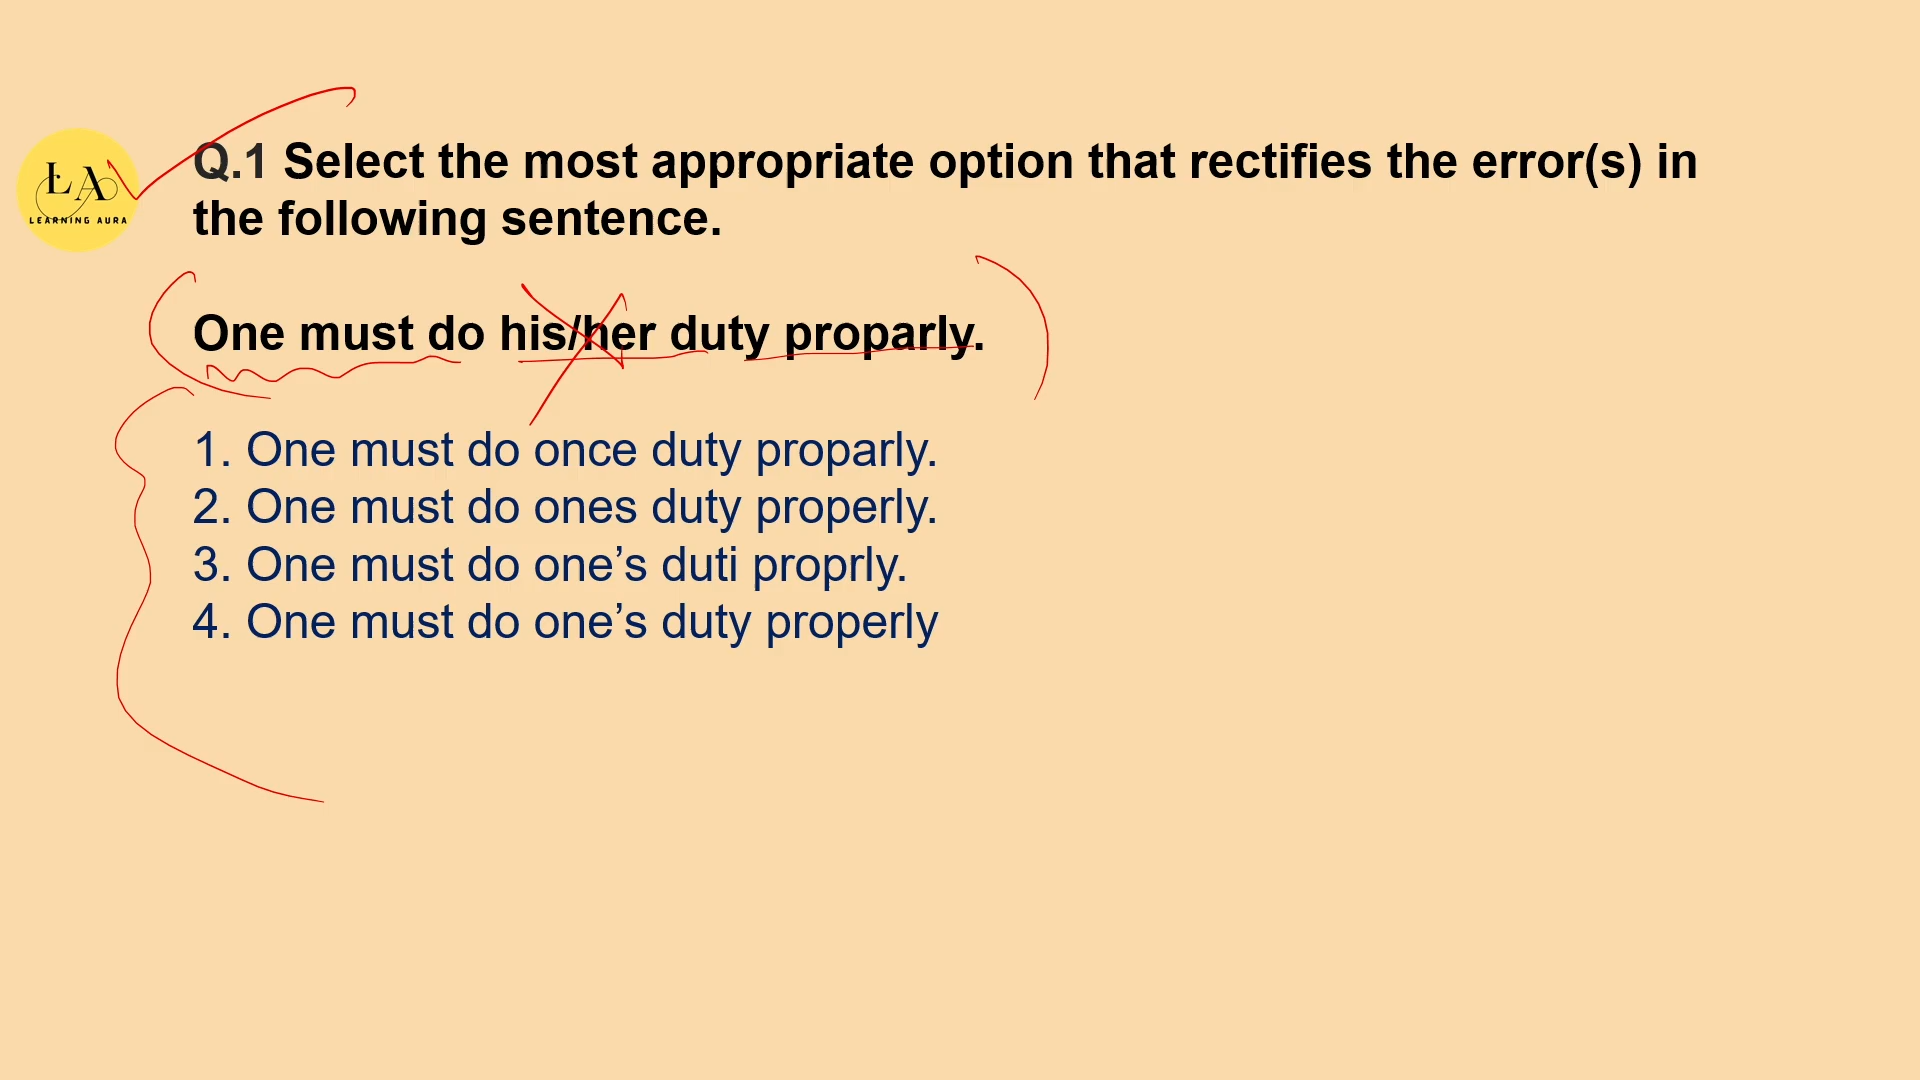 LA
LEARNING AURA
Q.1 Select the most appropriate option that rectifies the error(s) in
the following sentence.
One must do his/her duty proparly.
1. One must do once duty proparly.
2. One must do ones duty properly.
3. One must do one’s duti proprly.
4. One must do one’s duty properly